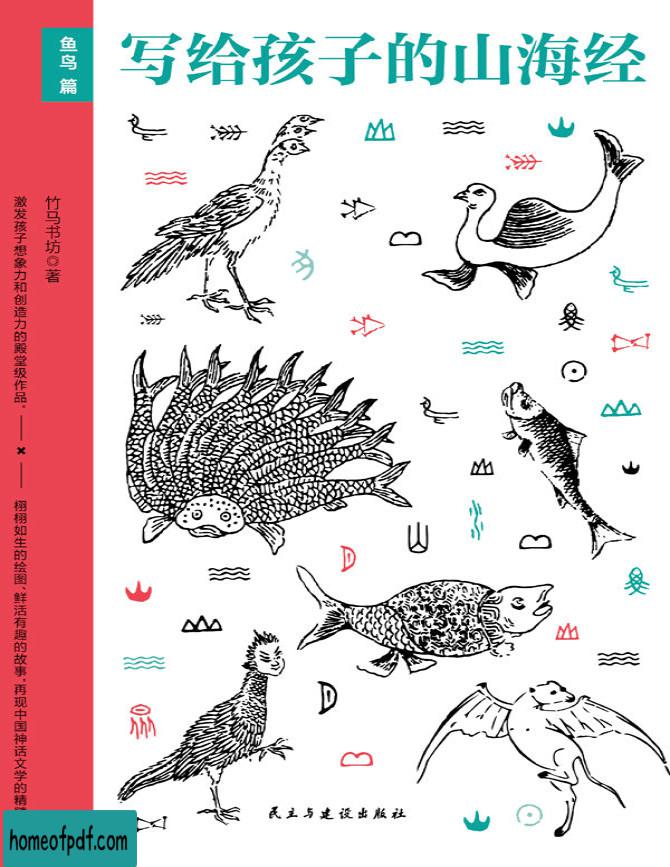 鱼鸟篇
写给孩子的山海经
竹马书坊◎著
激发孩子想象力和创造力的殿堂级作品。
栩栩如生的绘图、鲜活有趣的故事,再现中国神话文学的精
民主与建设出版社
homeofpdf.com